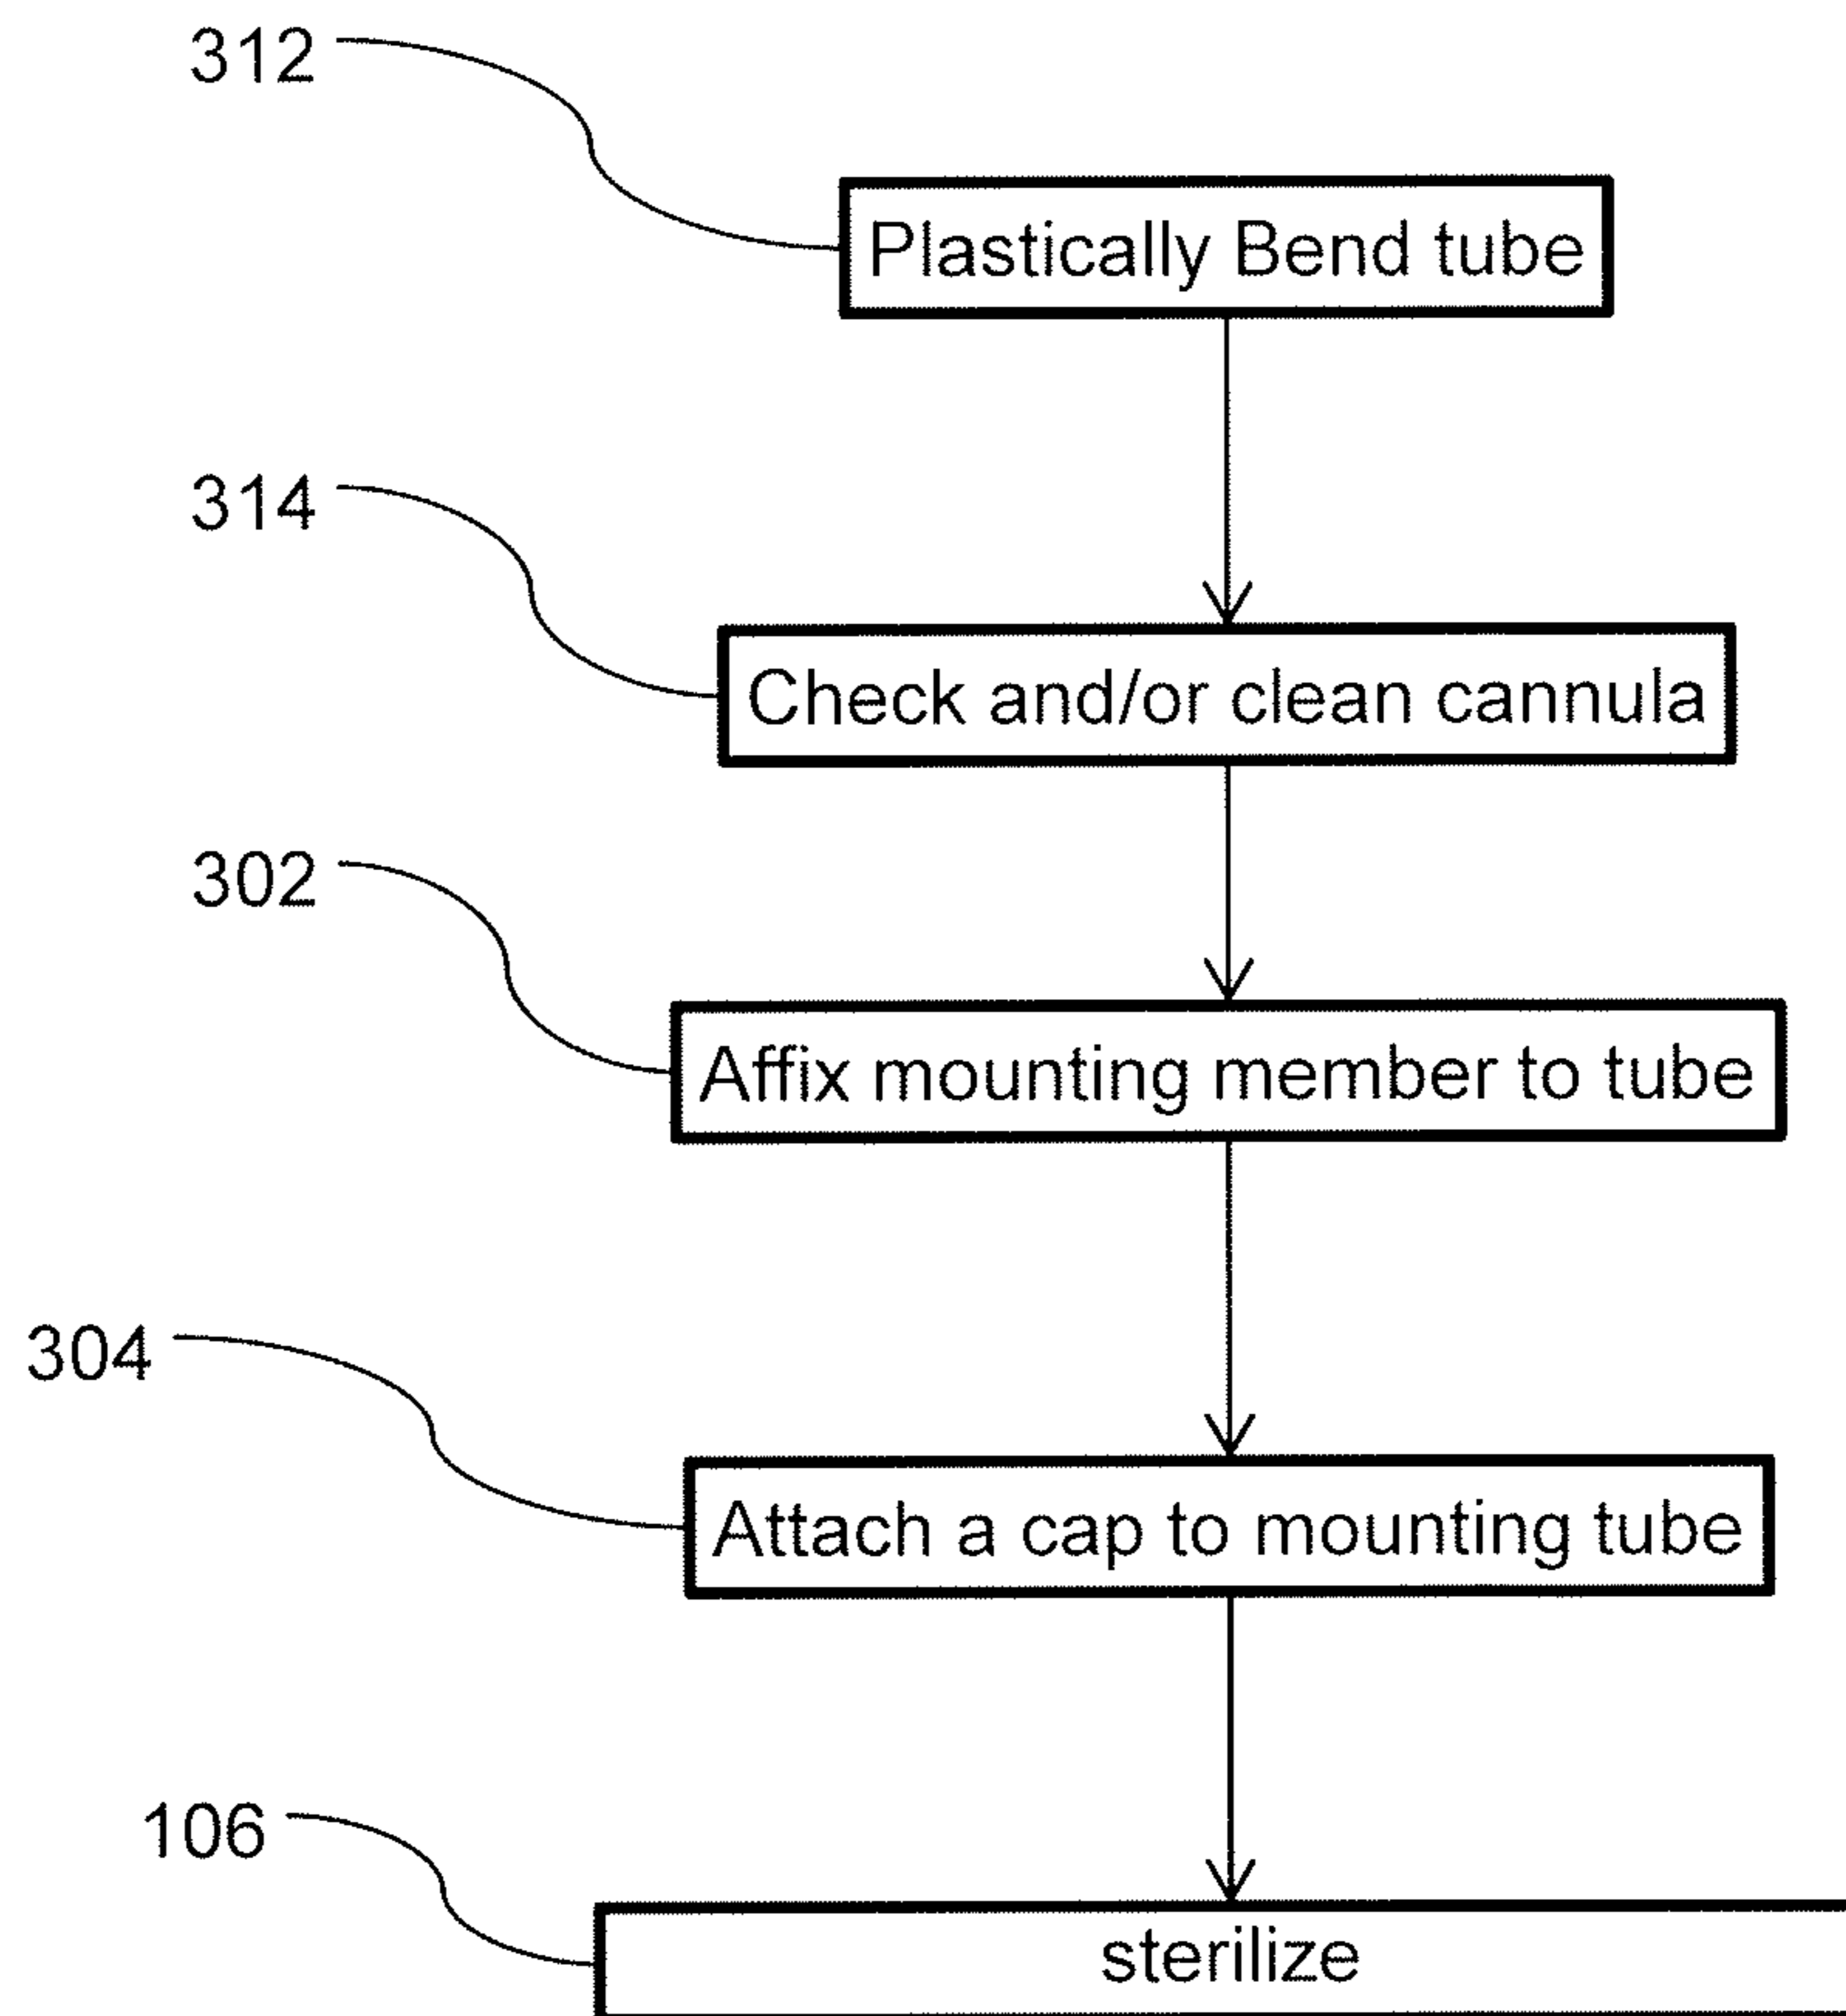 312
Plastically Bend tube
314
Check and/or clean cannula
302
Affix mounting member to tube
304
Attach a cap to mounting tube
106
sterilize